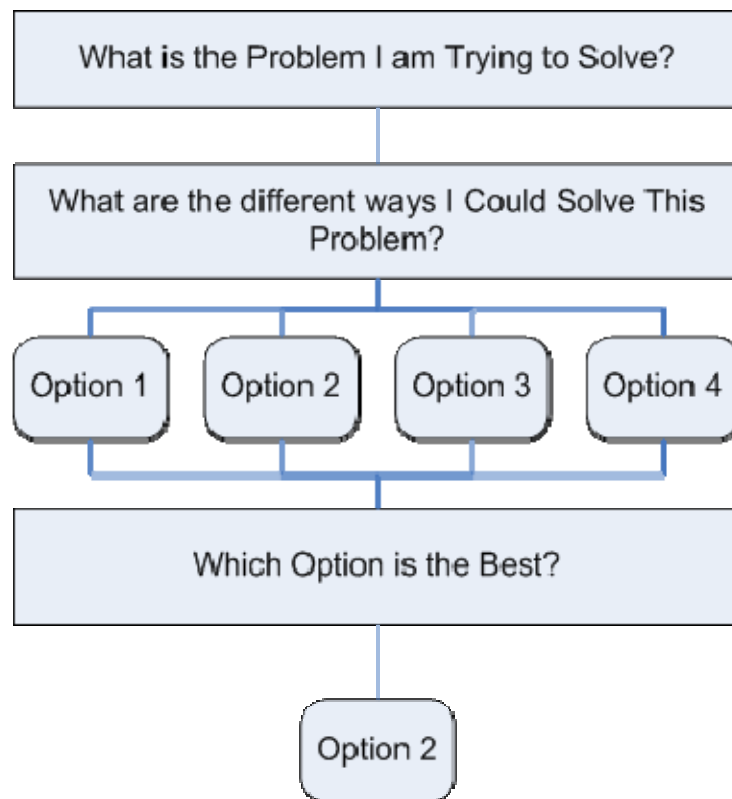 What is the Problem I am Trying to Solve?
What are the different ways I Could Solve This
Problem?
Option 1
Option 2
Option 3
Option 4
Which Option is the Best?
Option 2